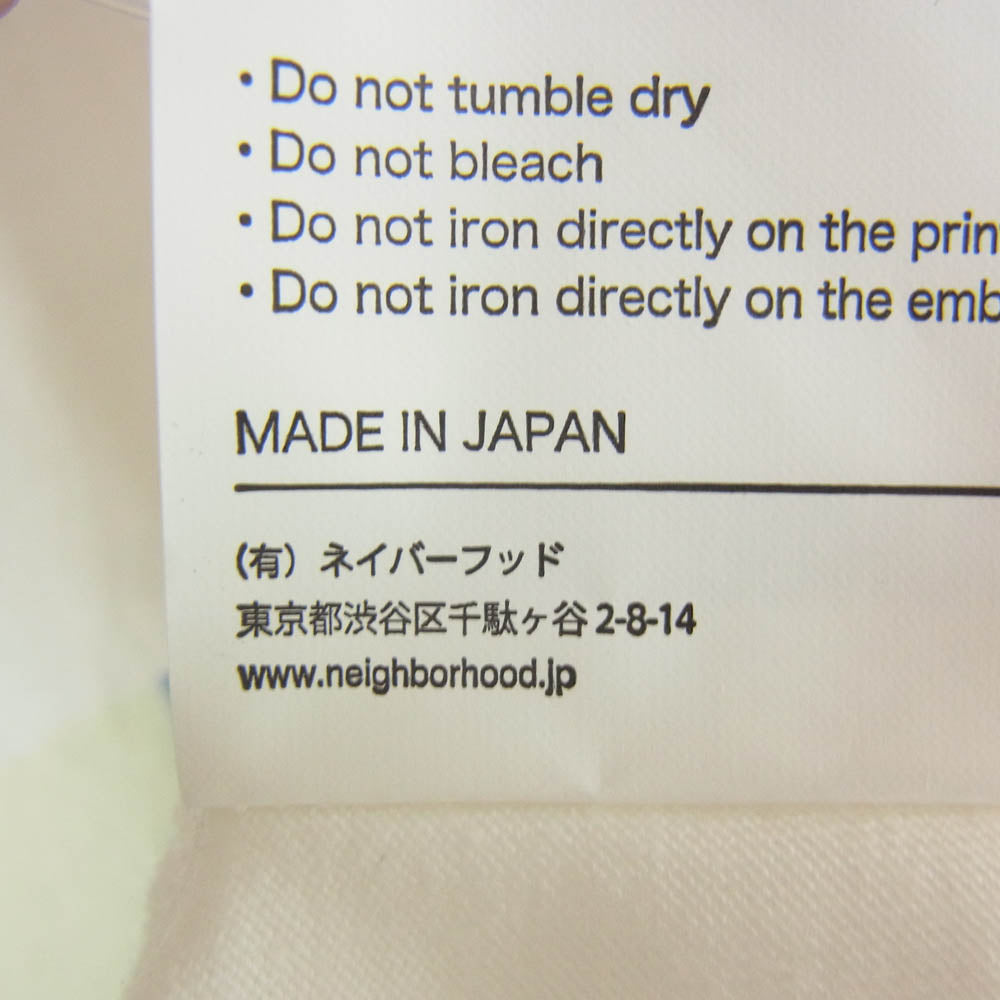 ・Do not tumble dry
・Do not bleach
・Do not iron directly on the
・Do not iron directly on the
MADE IN JAPAN
(有) ネイバーフッド
東京都渋谷区千駄ヶ谷 2-8-14
www.neighborhood.jp